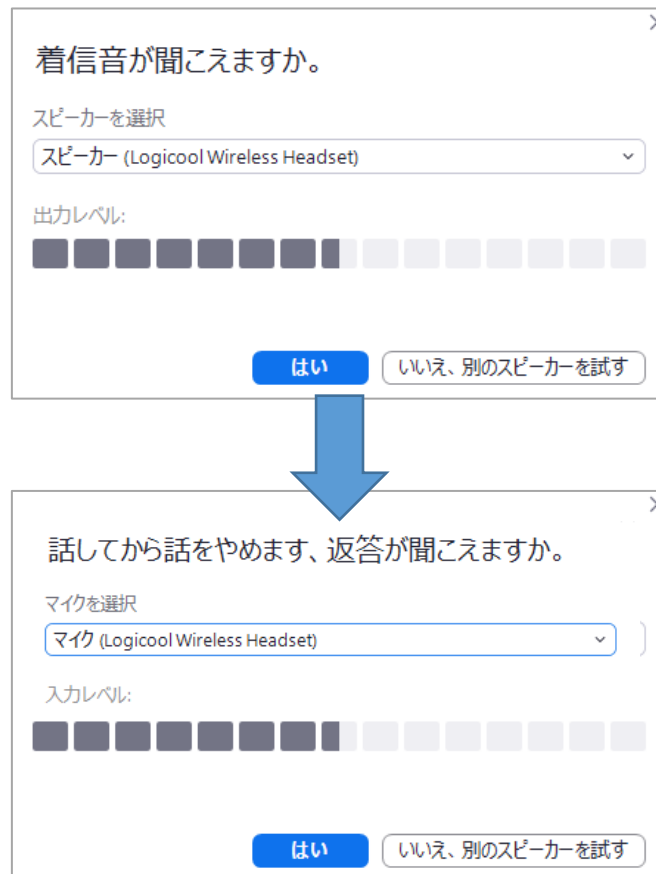 着信音が聞こえますか。
スピーカーを選択
スピーカー (Logicool Wireless Headset)
出力レベル:
はい
いいえ、別のスピーカーを試す
話してから話をやめます、返答が聞こえますか。
マイクを選択
マイク (Logicool Wireless Headset)
入力レベル:
はい
いいえ、別のスピーカーを試す